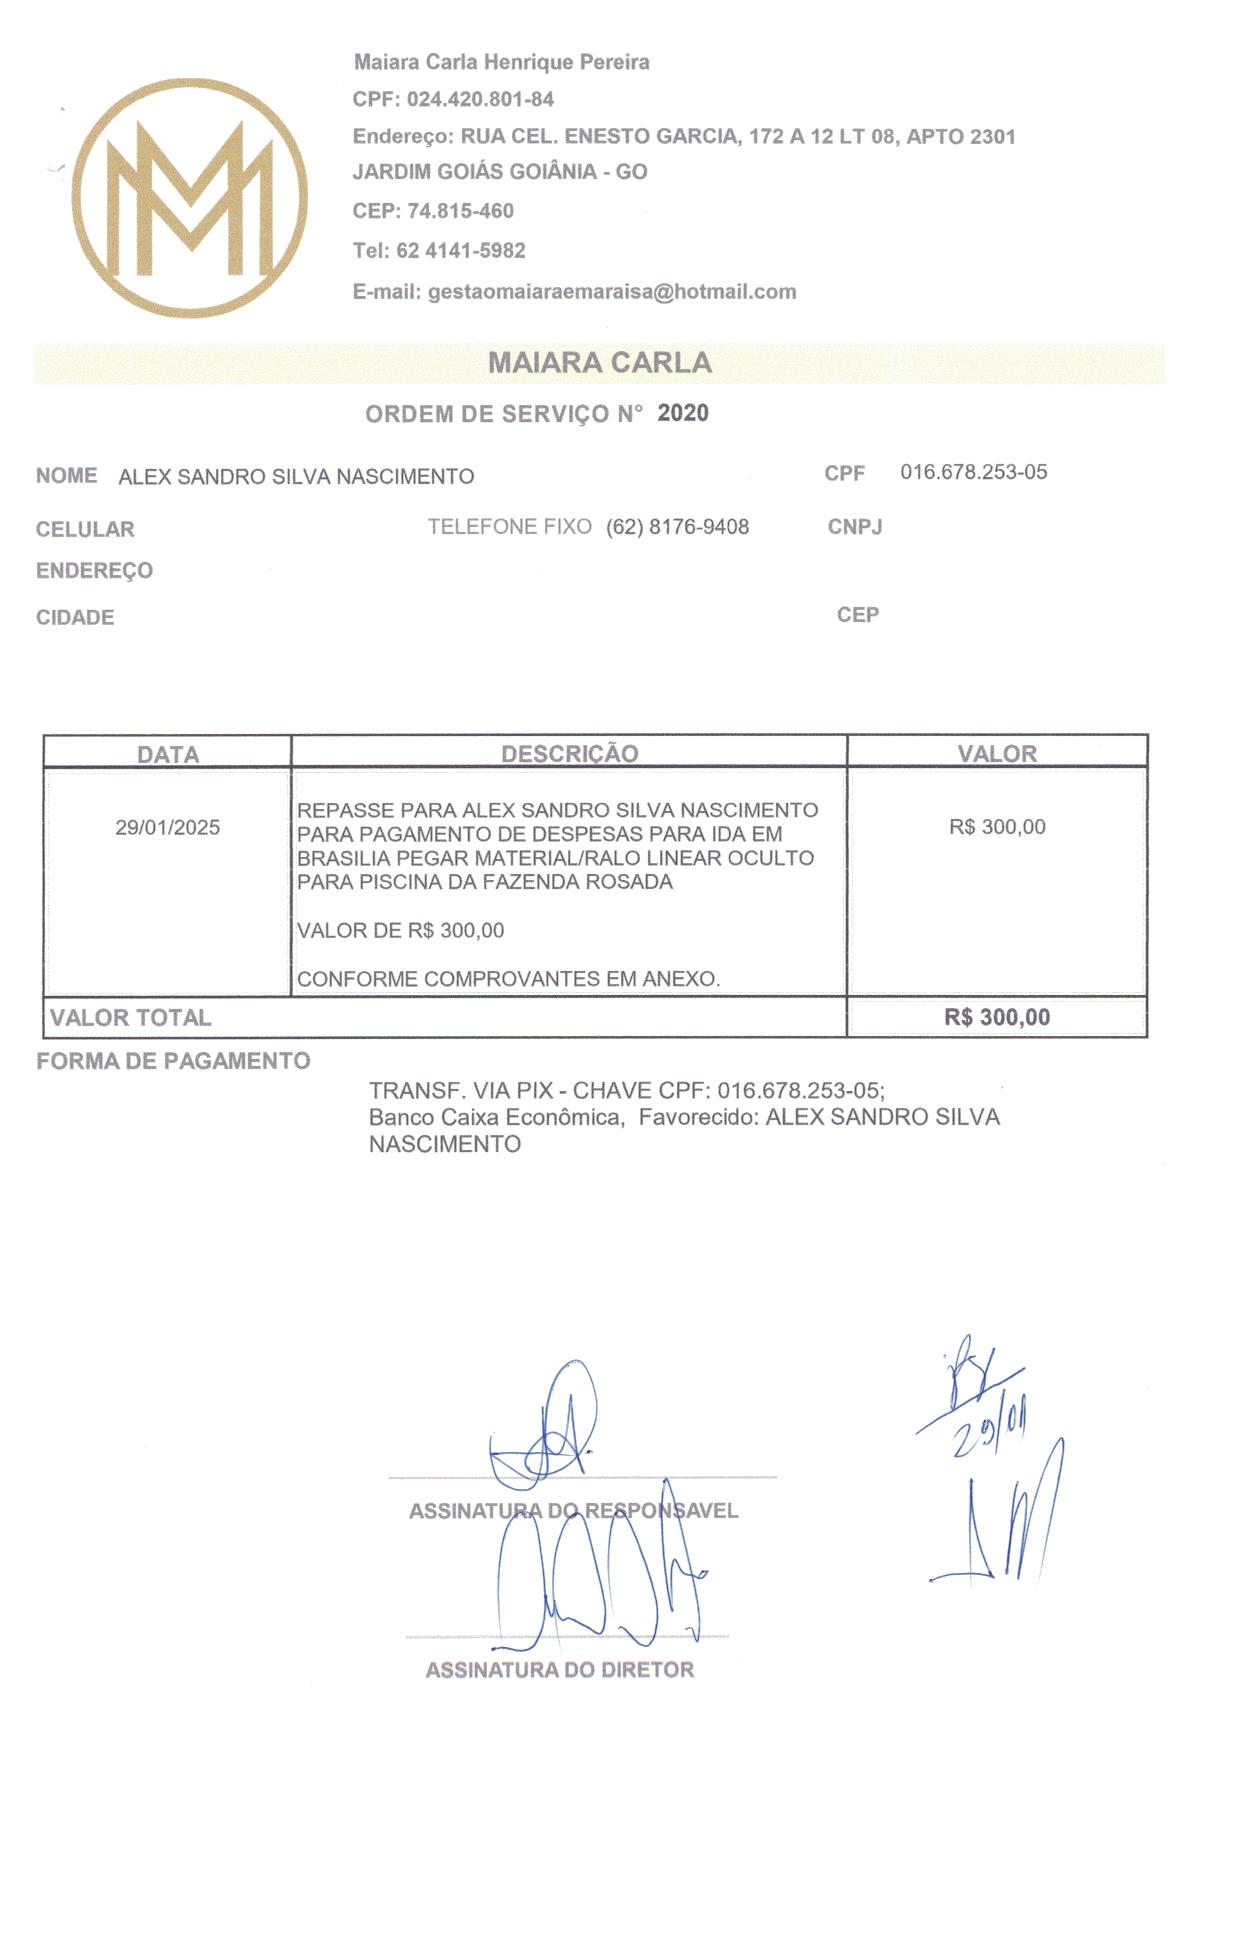 Maiara Carla Henrique Pereira
CPF: 024.420.801-84
Endereço: RUA CEL. ENESTO GARCIA, 172 A 12 LT 08, APTO 2301
JARDIM GOIÁS GOIÂNIA - GO
CEP: 74.815-460
Tel: 62 4141-5982
E-mail: gestaomaiaraemaraisa@hotmail.com
MAIARA CARLA
ORDEM DE SERVIÇO N° 2020
NOME ALEX SANDRO SILVA NASCIMENTO CPF 016.678.253-05
CELULAR TELEFONE FIXO (62) 8176-9408 CNPJ
ENDEREÇO
CIDADE CEP
DATA DESCRIÇÃO VALOR
REPASSE PARA ALEX SANDRO SILVA NASCIMENTO
29/01/2025 PARA PAGAMENTO DE DESPESAS PARA IDA EM R$ 300,00
BRASILIA PEGAR MATERIAL/RALO LINEAR OCULTO
PARA PISCINA DA FAZENDA ROSADA
VALOR DE R$ 300,00
CONFORME COMPROVANTES EM ANEXO.
VALOR TOTAL R$ 300,00
FORMA DE PAGAMENTO
TRANSF. VIA PIX - CHAVE CPF: 016.678.253-05;
Banco Caixa Econômica, Favorecido: ALEX SANDRO SILVA
NASCIMENTO
29/01
ASSINATURA DO RESPONSAVEL
ASSINATURA DO DIRETOR